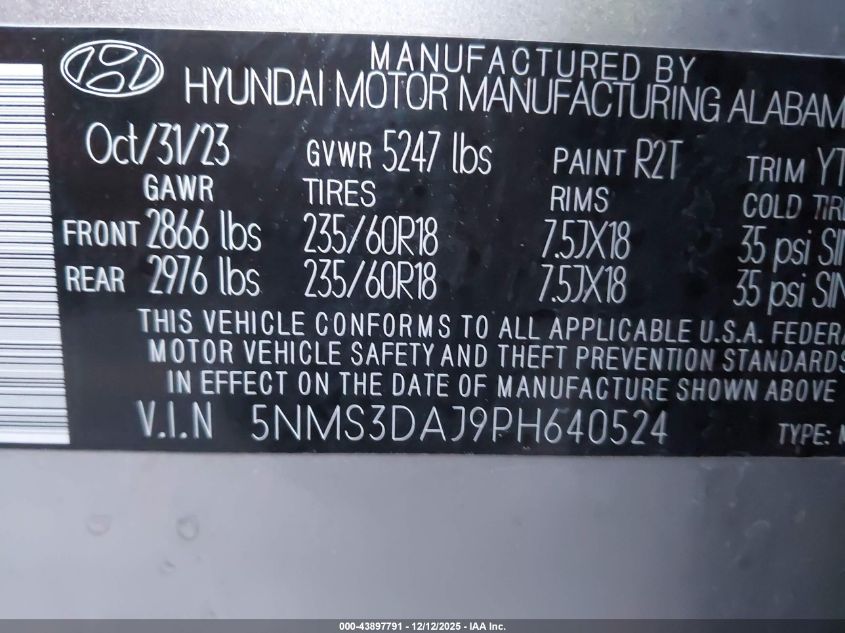 MANUFACTURED BY
HYUNDAI MOTOR MANUFACTURING ALABAM
Oct/31/23 GVWR 5247 lbs PAINT R2T TRIM YT
GAWR TIRES RIMS COLD TIR
FRONT 2866 lbs 235/60R18 7.5JX18 35 psi SIN
REAR 2976 lbs 235/60R18 7.5JX18 35 psi SIN
THIS VEHICLE CONFORMS TO ALL APPLICABLE U.S.A. FEDERA
MOTOR VEHICLE SAFETY AND THEFT PREVENTION STANDARDS
IN EFFECT ON THE DATE OF MANUFACTURE SHOWN ABOVE
V.I.N 5NMS3DAJ9PH640524 TYPE: M
000-43897791 - 12/12/2025 - IAA Inc.